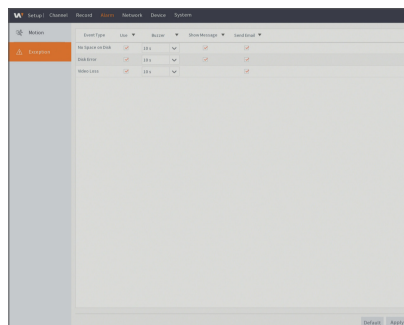 Setup| Channel Record Alarm Network Device System
Motion
Exception
Event Type Use Buzzer Show Message Send Email
No Space on Disk 10 s
Disk Error 10 s
Video Loss 10 s
Default Apply